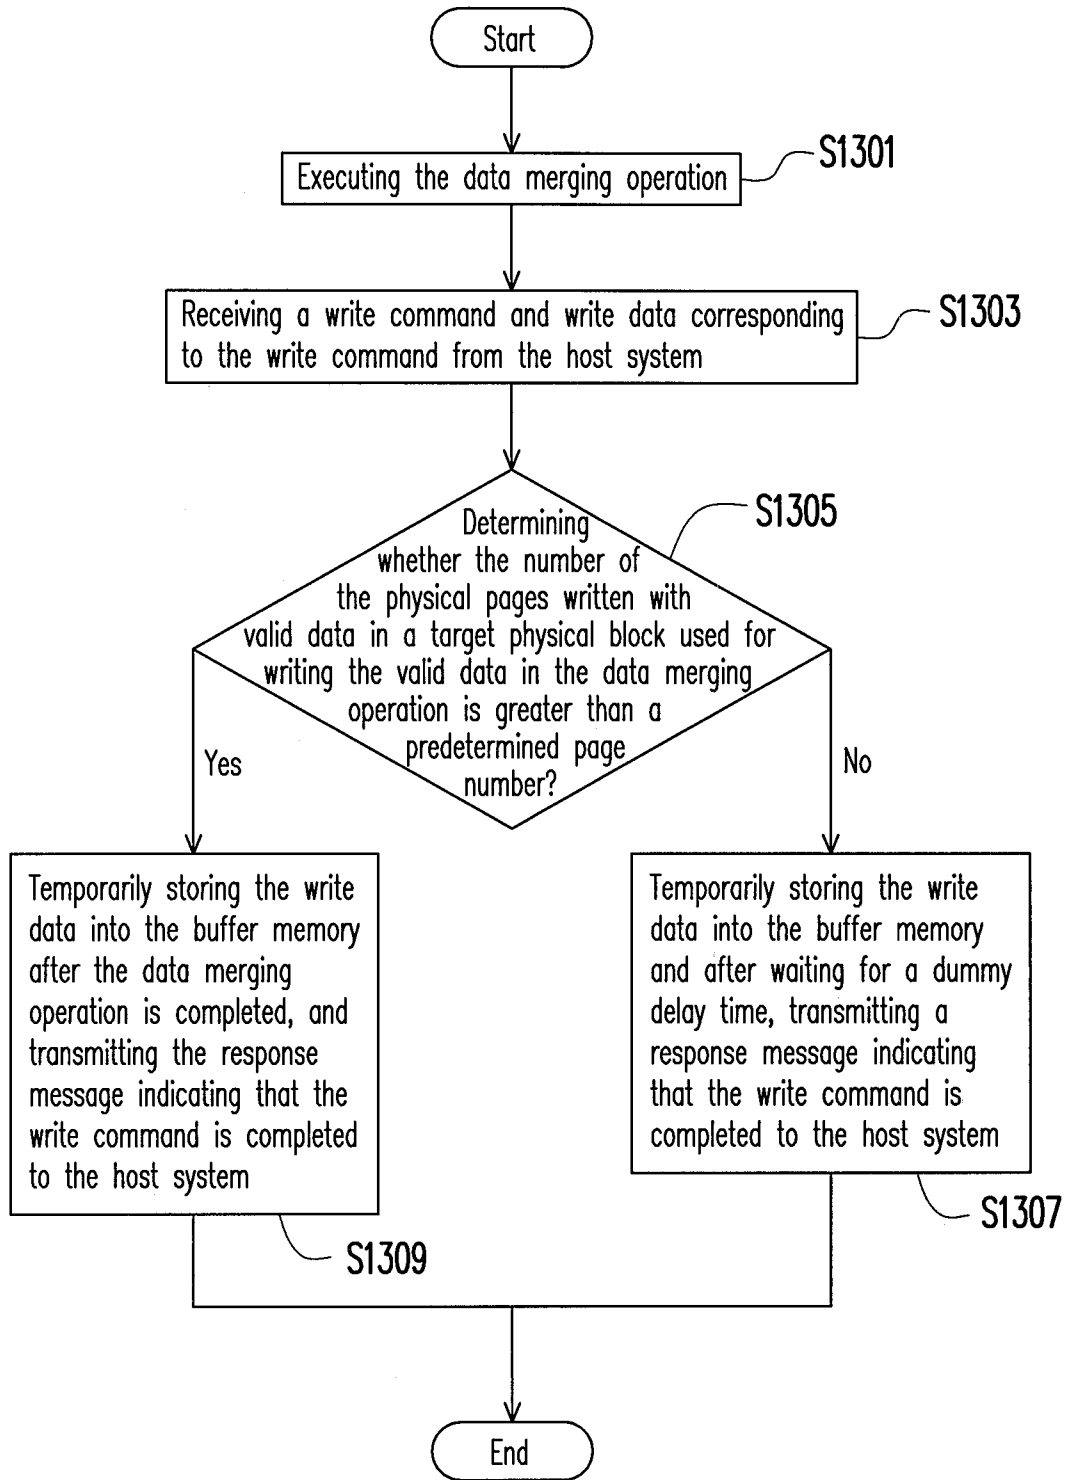 Start
S1301
Executing the data merging operation
S1303
Receiving a write command and write data corresponding
to the write command from the host system
S1305
Determining
whether the number of
the physical pages written with
valid data in a target physical block used for
writing the valid data in the data merging
operation is greater than a
predetermined page
number?
Yes
No
Temporarily storing the write
data into the buffer memory
after the data merging
operation is completed, and
transmitting the response
message indicating that the
write command is completed
to the host system
S1309
Temporarily storing the write
data into the buffer memory
and after waiting for a dummy
delay time, transmitting a
response message indicating
that the write command is
completed to the host system
S1307
End